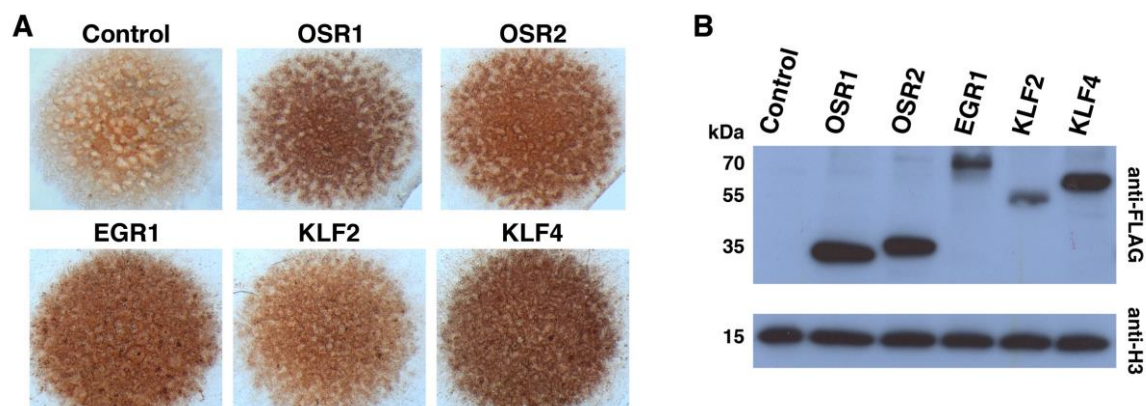 A
Control OSR1 OSR2
EGR1 KLF2 KLF4
B
Control OSR1 OSR2 EGR1 KLF2 KLF4
kDa
70
55
35
anti-FLAG
15
anti-H3